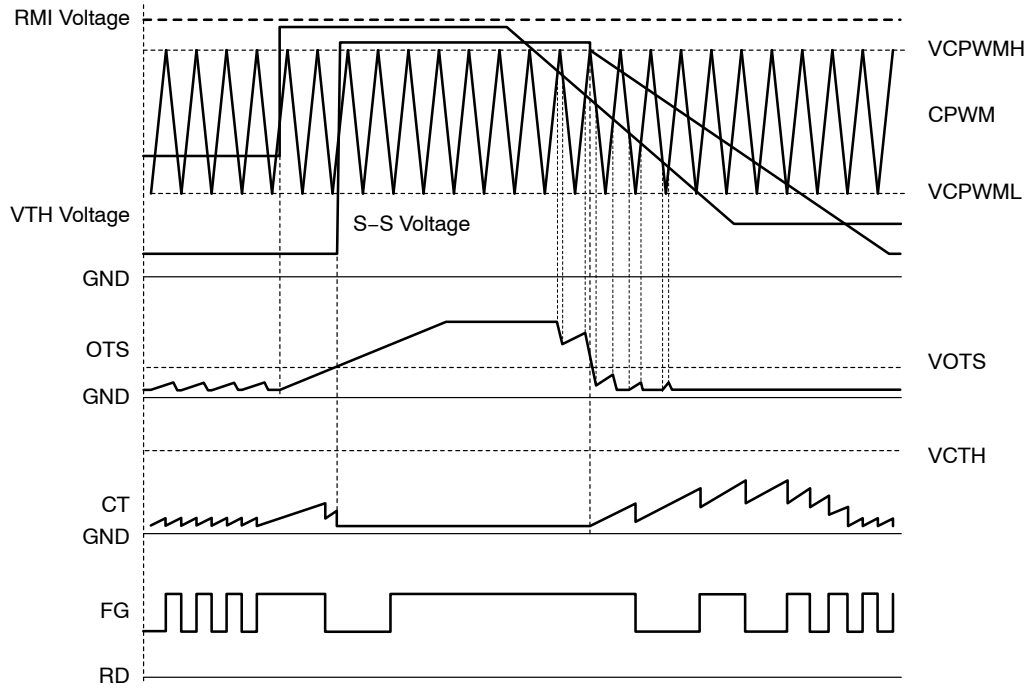 RMI Voltage
VCPWMH
CPWM
VCPWML
VTH Voltage
S−S Voltage
GND
OTS
VOTS
GND
VCTH
CT
GND
FG
RD